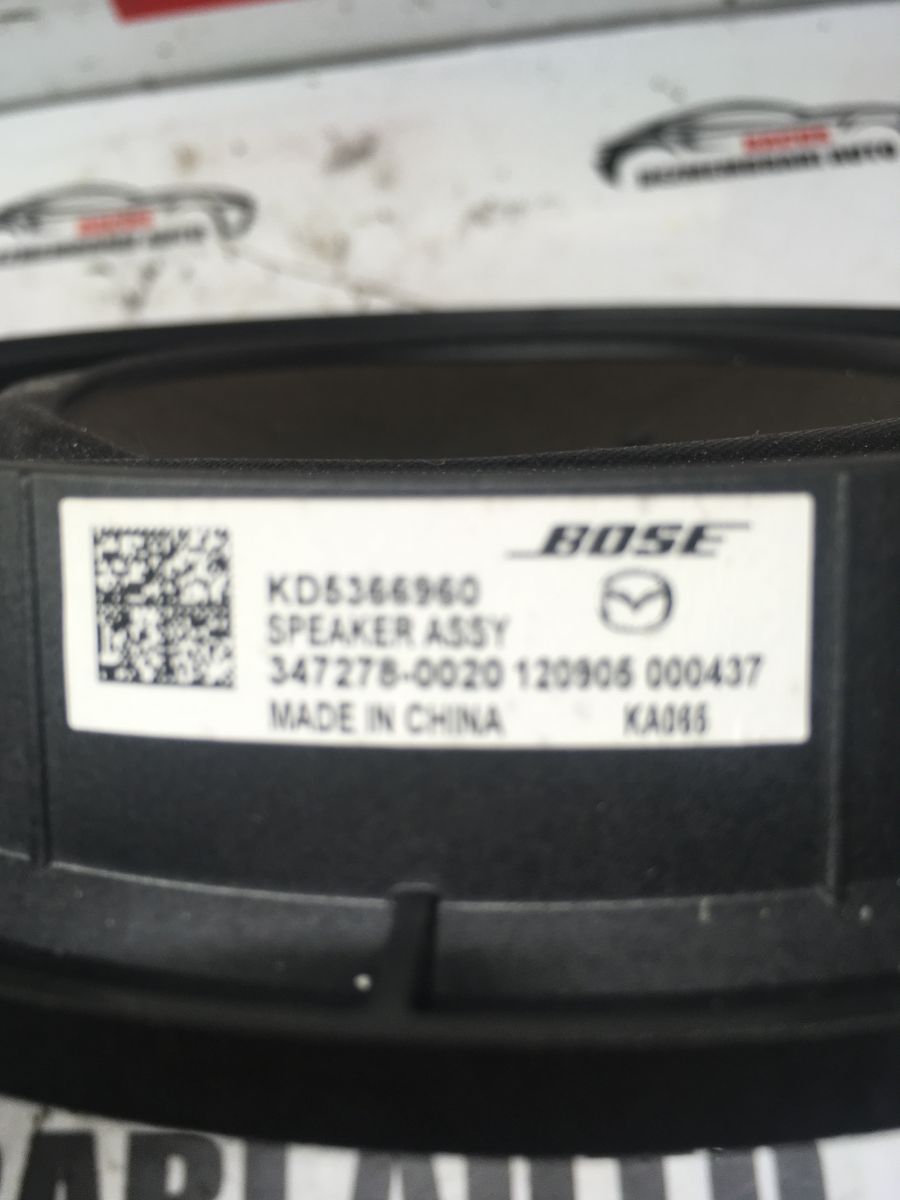 BOSE
KD5366960
SPEAKER ASSY
347278-0020 120905 000437
MADE IN CHINA KA065